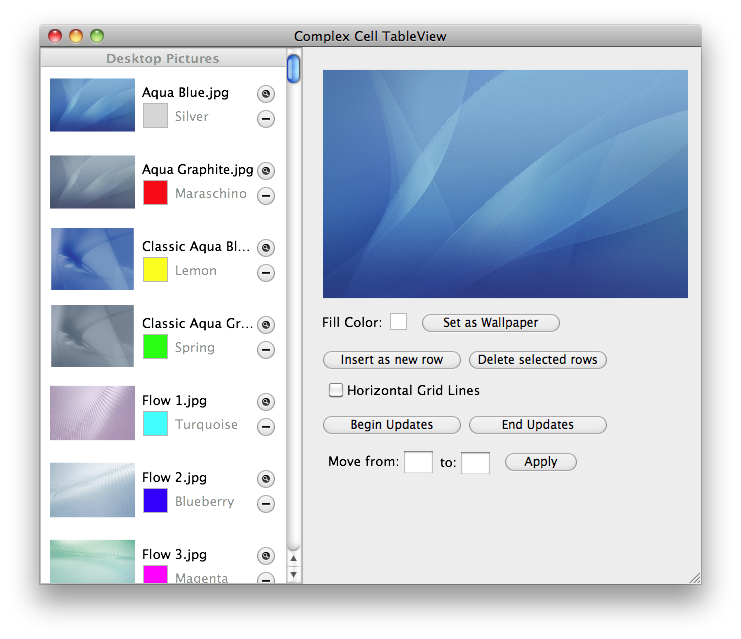 Complex Cell TableView
Desktop Pictures
Aqua Blue.jpg
Silver
Aqua Graphite.jpg
Maraschino
Classic Aqua Bl...
Lemon
Classic Aqua Gr...
Spring
Flow 1.jpg
Turquoise
Flow 2.jpg
Blueberry
Flow 3.jpg
Magenta
Fill Color:
Set as Wallpaper
Insert as new row
Delete selected rows
Horizontal Grid Lines
Begin Updates
End Updates
Move from:
to:
Apply